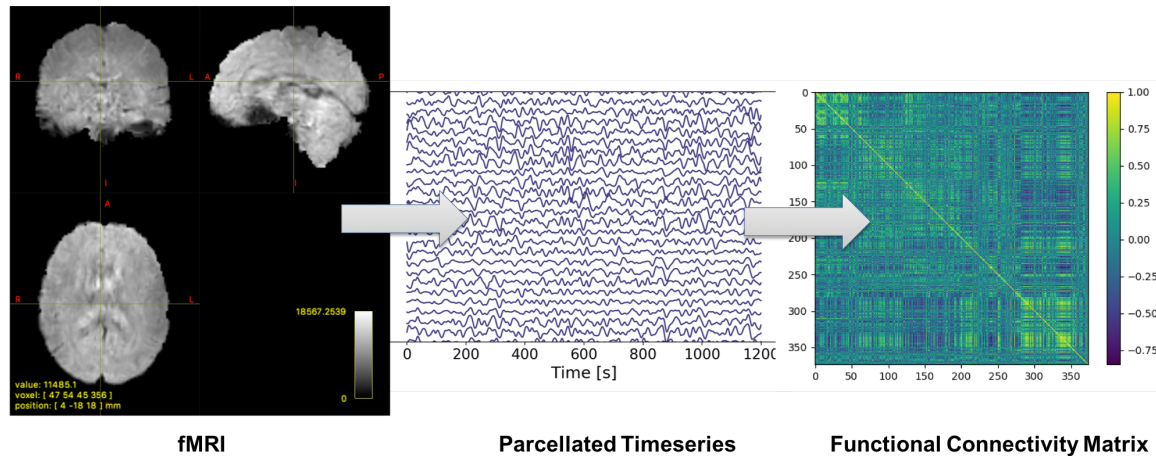 R
L
A
P
I
I
A
R
L
18567.2539
0
value: 11485.1
voxel: [ 47 54 45 356 ]
position: [ 4 -18 18 ] mm
0 200 400 600 800 1000 1200
Time [s]
0
50
100
150
200
250
300
350
0 50 100 150 200 250 300 350
1.00
0.75
0.50
0.25
0.00
−0.25
−0.50
−0.75
fMRI
Parcellated Timeseries
Functional Connectivity Matrix